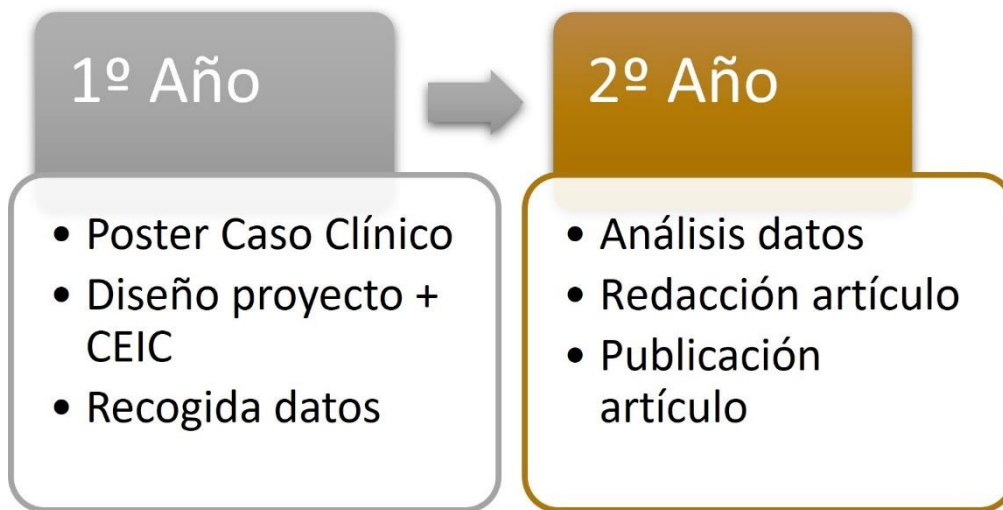 1º Año
• Poster Caso Clínico
• Diseño proyecto +
CEIC
• Recogida datos
2º Año
• Análisis datos
• Redacción artículo
• Publicación
artículo